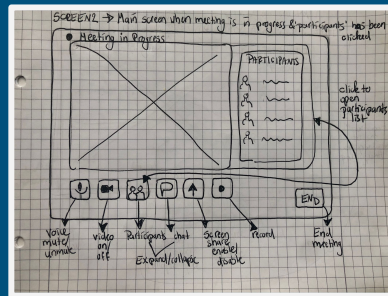 SCREEN2 → Main screen when meeting is in progress & 'participants' has been clicked
Meeting in Progress
PARTICIPANTS
click to
open
participants
list
END
Voice
mute/
unmute
video
on/
off
Participants
chat
Expand/collapse
Screen
share
enable/
disable
record
End
meeting